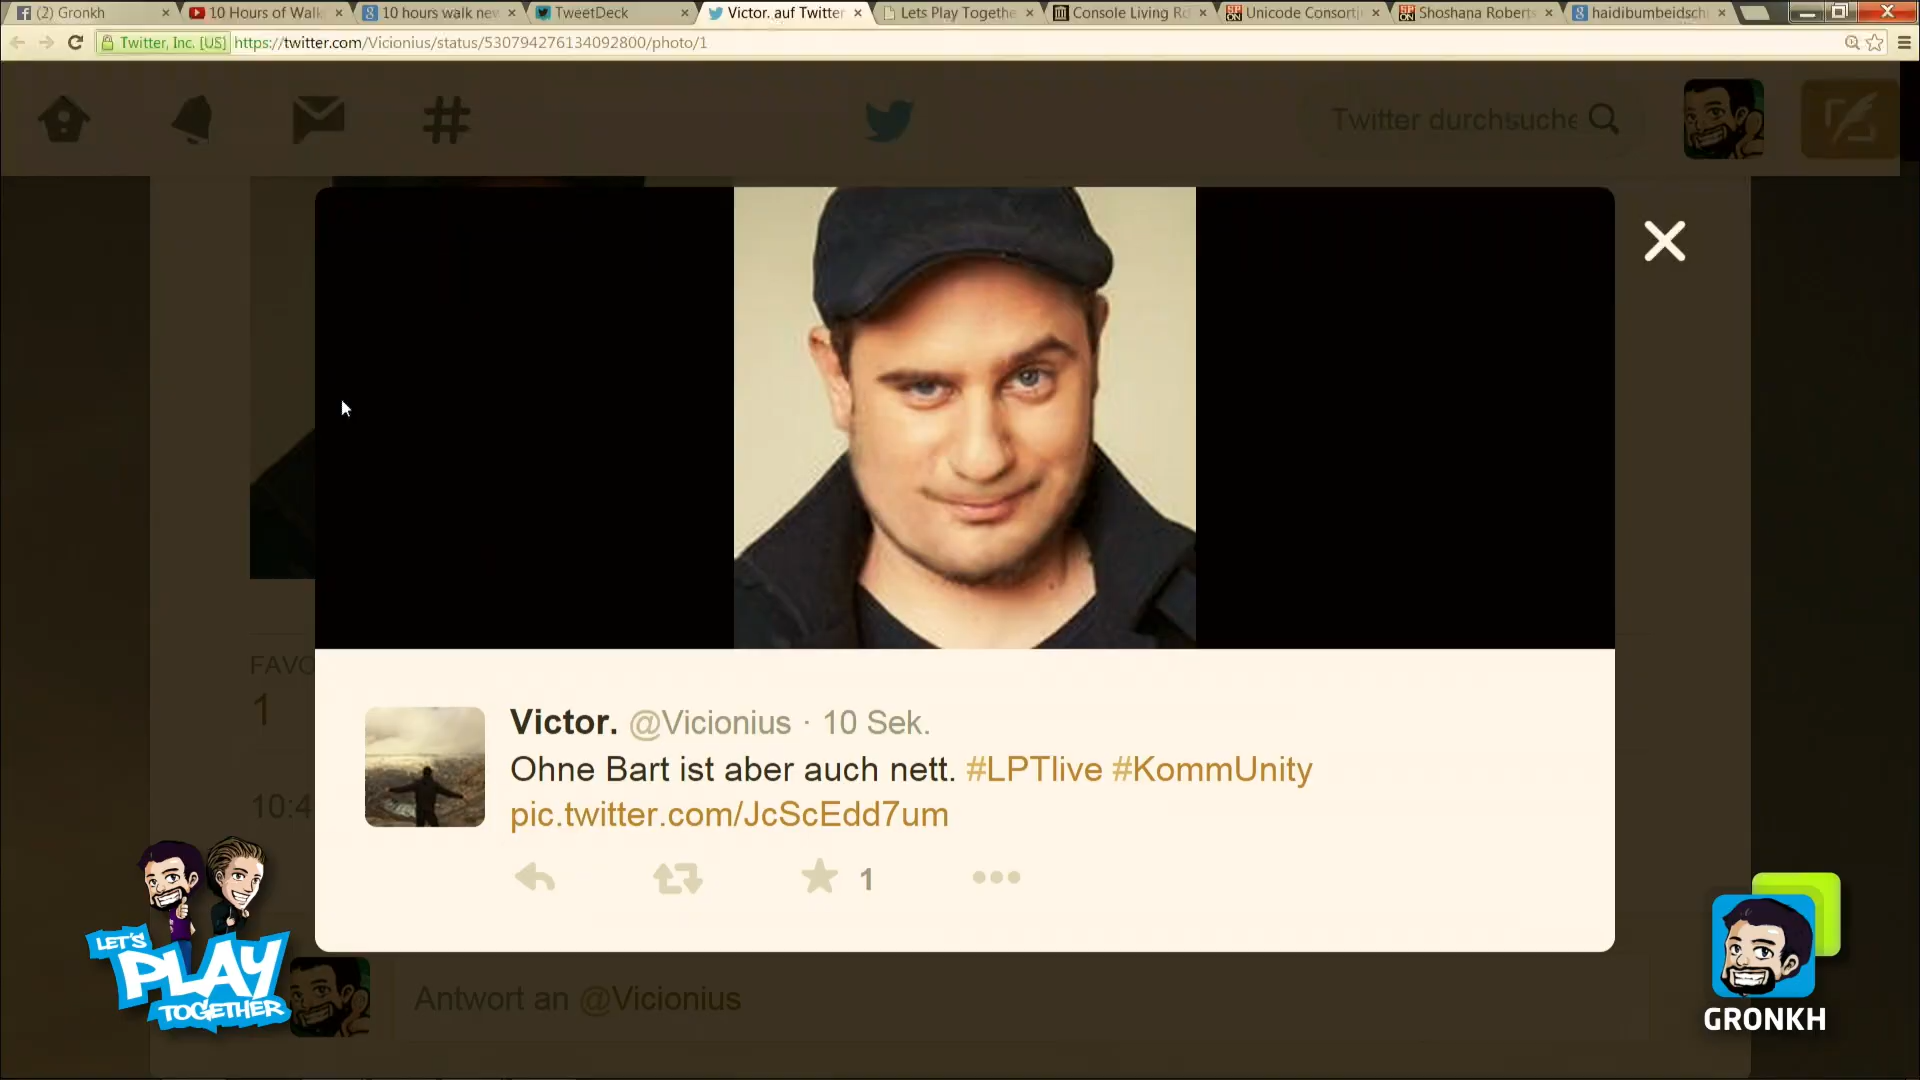 (2) Gronkh
10 Hours of Walk
10 hours walk nev
TweetDeck
Victor. auf Twitter
Lets Play Togethe
Console Living Ro
Unicode Consorti
Shoshana Roberts
haidibumbeidsch
Twitter, Inc. [US] https://twitter.com/Vicionius/status/530794276134092800/photo/1
Twitter durchsuche
FAVO
1
10:4
Victor. @Vicionius · 10 Sek.
Ohne Bart ist aber auch nett. #LPTlive #KommUnity
pic.twitter.com/JcScEdd7um
1
Antwort an @Vicionius
LET'S
PLAY
TOGETHER
GRONKH